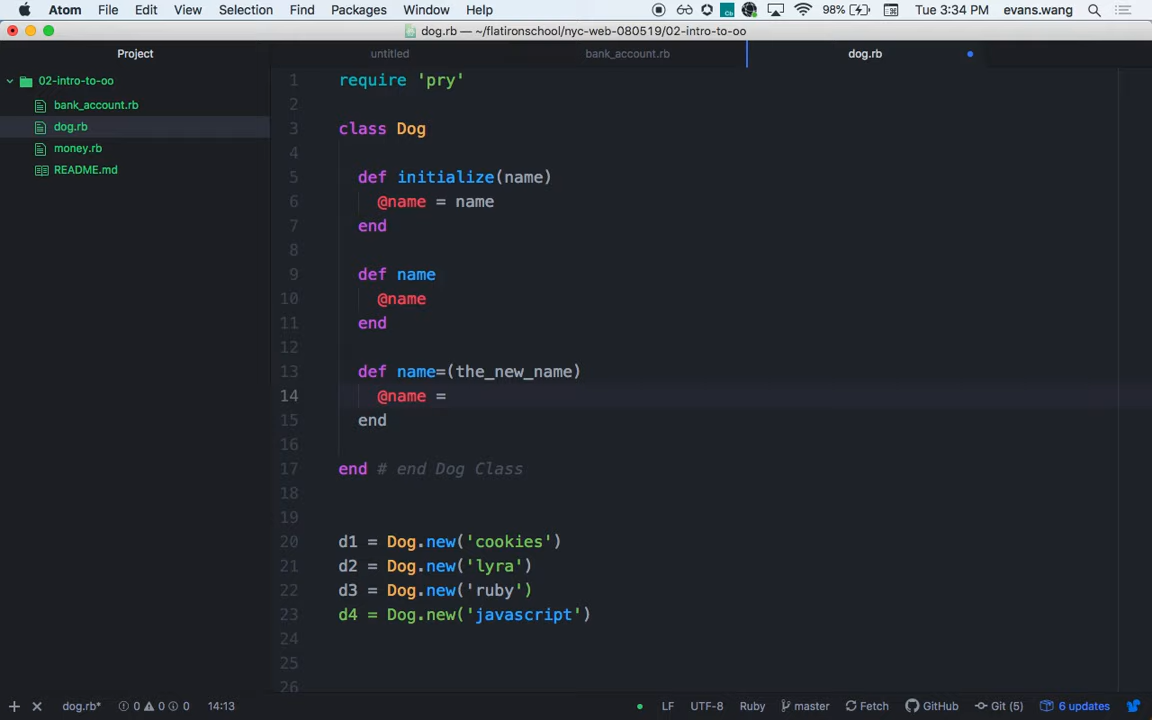 Atom File Edit View Selection Find Packages Window Help 98% Tue 3:34 PM evans.wang
dog.rb — ~/flatironschool/nyc-web-080519/02-intro-to-oo
Project untitled bank_account.rb dog.rb
02-intro-to-oo
bank_account.rb
dog.rb
money.rb
README.md
1 require 'pry'
2
3 class Dog
4
5 def initialize(name)
6 @name = name
7 end
8
9 def name
10 @name
11 end
12
13 def name=(the_new_name)
14 @name =
15 end
16
17 end # end Dog Class
18
19
20 d1 = Dog.new('cookies')
21 d2 = Dog.new('lyra')
22 d3 = Dog.new('ruby')
23 d4 = Dog.new('javascript')
24
25
26
dog.rb* 0 0 0 14:13 LF UTF-8 Ruby master Fetch GitHub Git (5) 6 updates